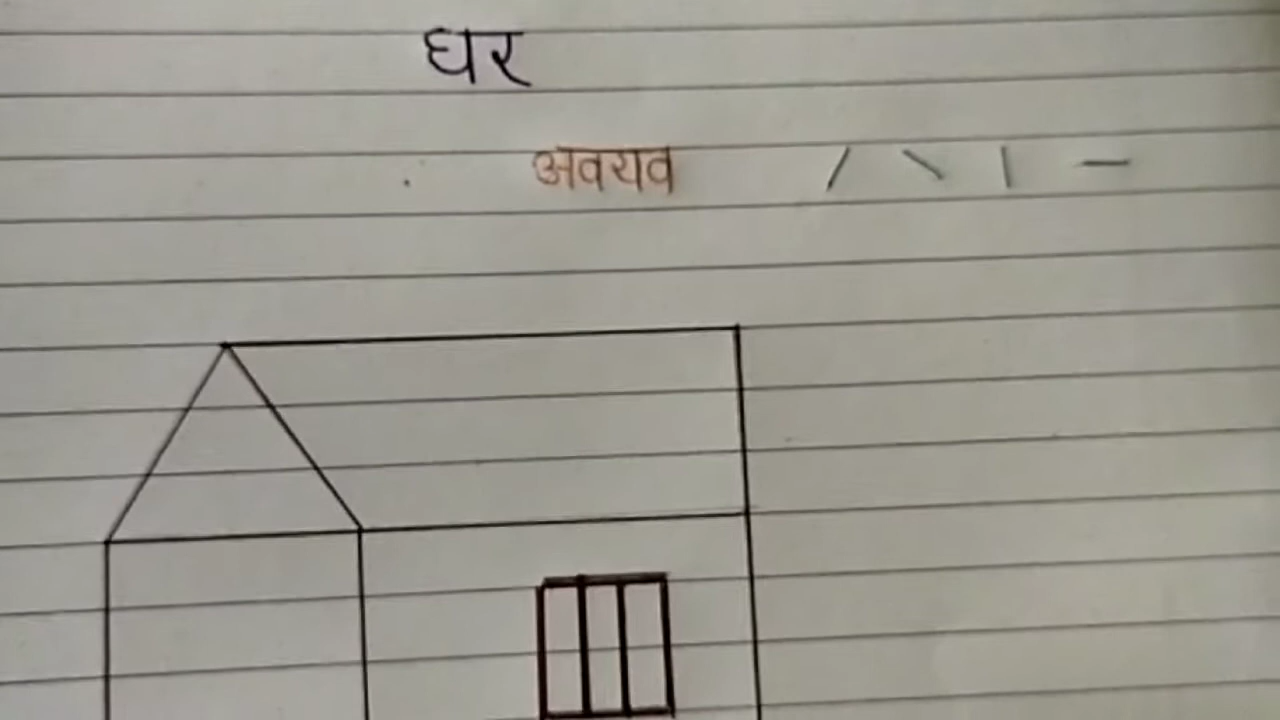 घर
अवयव / \ | —